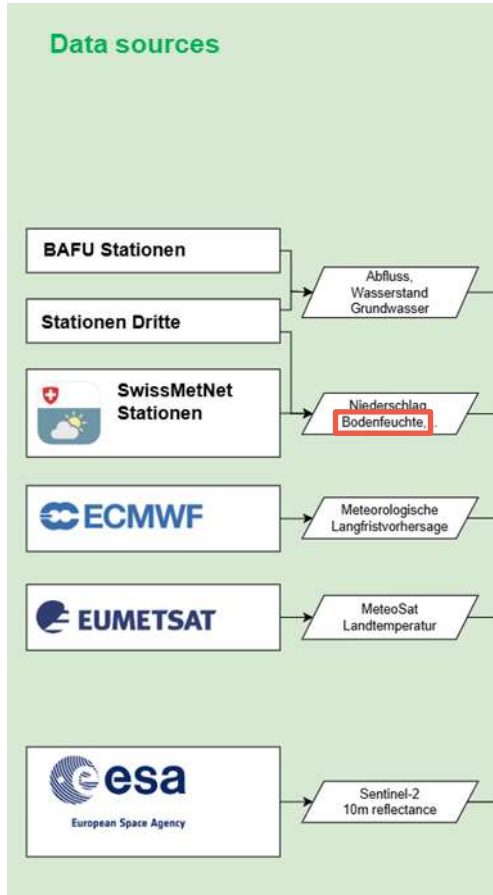 Data sources
BAFU Stationen
Abfluss,
Wasserstand
Grundwasser
Stationen Dritte
SwissMetNet
Stationen
Niederschlag
Bodenfeuchte, .
ECMWF
Meteorologische
Langfristvorhersage
EUMETSAT
MeteoSat
Landtemperatur
esa
European Space Agency
Sentinel-2
10m reflectance